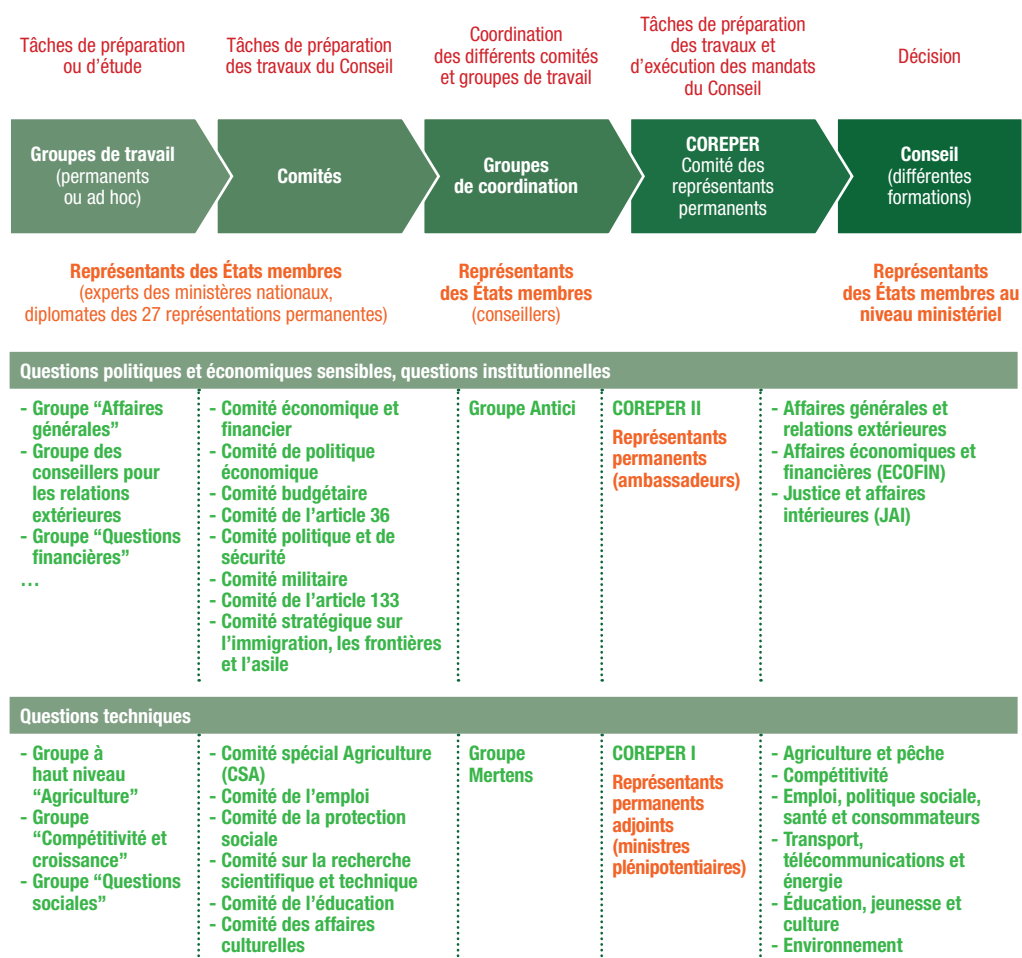 Tâches de préparation
ou d'étude
Tâches de préparation
des travaux du Conseil
Coordination
des différents comités
et groupes de travail
Tâches de préparation
des travaux et
d'exécution des mandats
du Conseil
Décision
Groupes de travail
(permanents
ou ad hoc)
Comités
Groupes
de coordination
COREPER
Comité des
représentants
permanents
Conseil
(différentes
formations)
Représentants des États membres
(experts des ministères nationaux,
diplomates des 27 représentations permanentes)
Représentants
des États membres
(conseillers)
Représentants
des États membres au
niveau ministériel
Questions politiques et économiques sensibles, questions institutionnelles
- Groupe “Affaires
générales”
- Groupe des
conseillers pour
les relations
extérieures
- Groupe “Questions
financières”
...
- Comité économique et
financier
- Comité de politique
économique
- Comité budgétaire
- Comité de l'article 36
- Comité politique et de
sécurité
- Comité militaire
- Comité de l'article 133
- Comité stratégique sur
l'immigration, les frontières
et l'asile
Groupe Antici
COREPER II
Représentants
permanents
(ambassadeurs)
- Affaires générales et
relations extérieures
- Affaires économiques et
financières (ECOFIN)
- Justice et affaires
intérieures (JAI)
Questions techniques
- Groupe à
haut niveau
“Agriculture”
- Groupe
“Compétitivité et
croissance”
- Groupe “Questions
sociales”
- Comité spécial Agriculture
(CSA)
- Comité de l'emploi
- Comité de la protection
sociale
- Comité sur la recherche
scientifique et technique
- Comité de l'éducation
- Comité des affaires
culturelles
Groupe
Mertens
COREPER I
Représentants
permanents
adjoints
(ministres
plénipotentiaires)
- Agriculture et pêche
- Compétitivité
- Emploi, politique sociale,
santé et consommateurs
- Transport,
télécommunications et
énergie
- Éducation, jeunesse et
culture
- Environnement